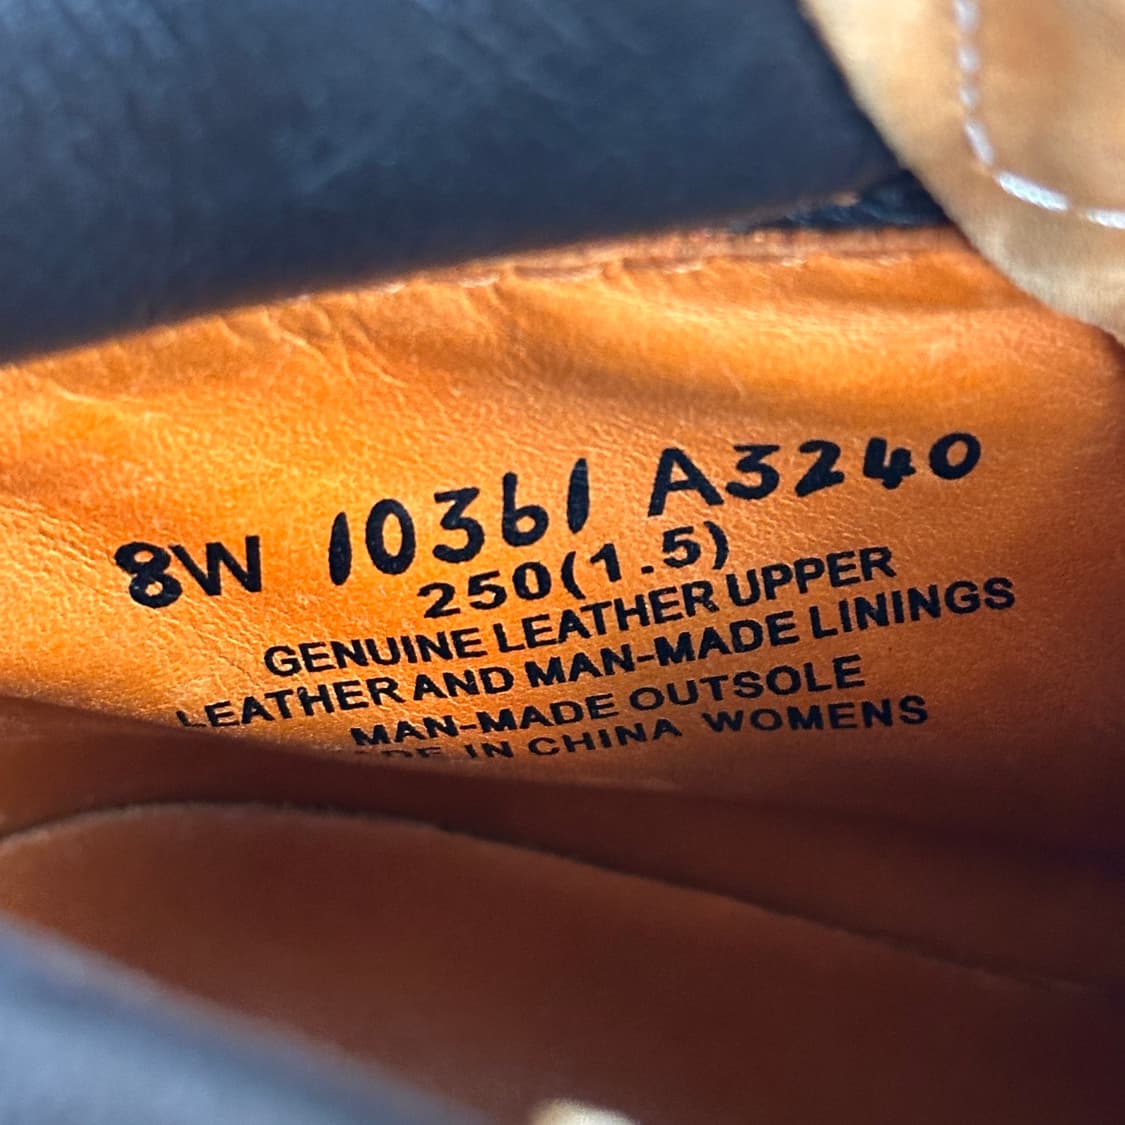 8W 10361 A3240
250(1.5)
GENUINE LEATHER UPPER
LEATHER AND MAN-MADE LININGS
MAN-MADE OUTSOLE
IN CHINA WOMENS